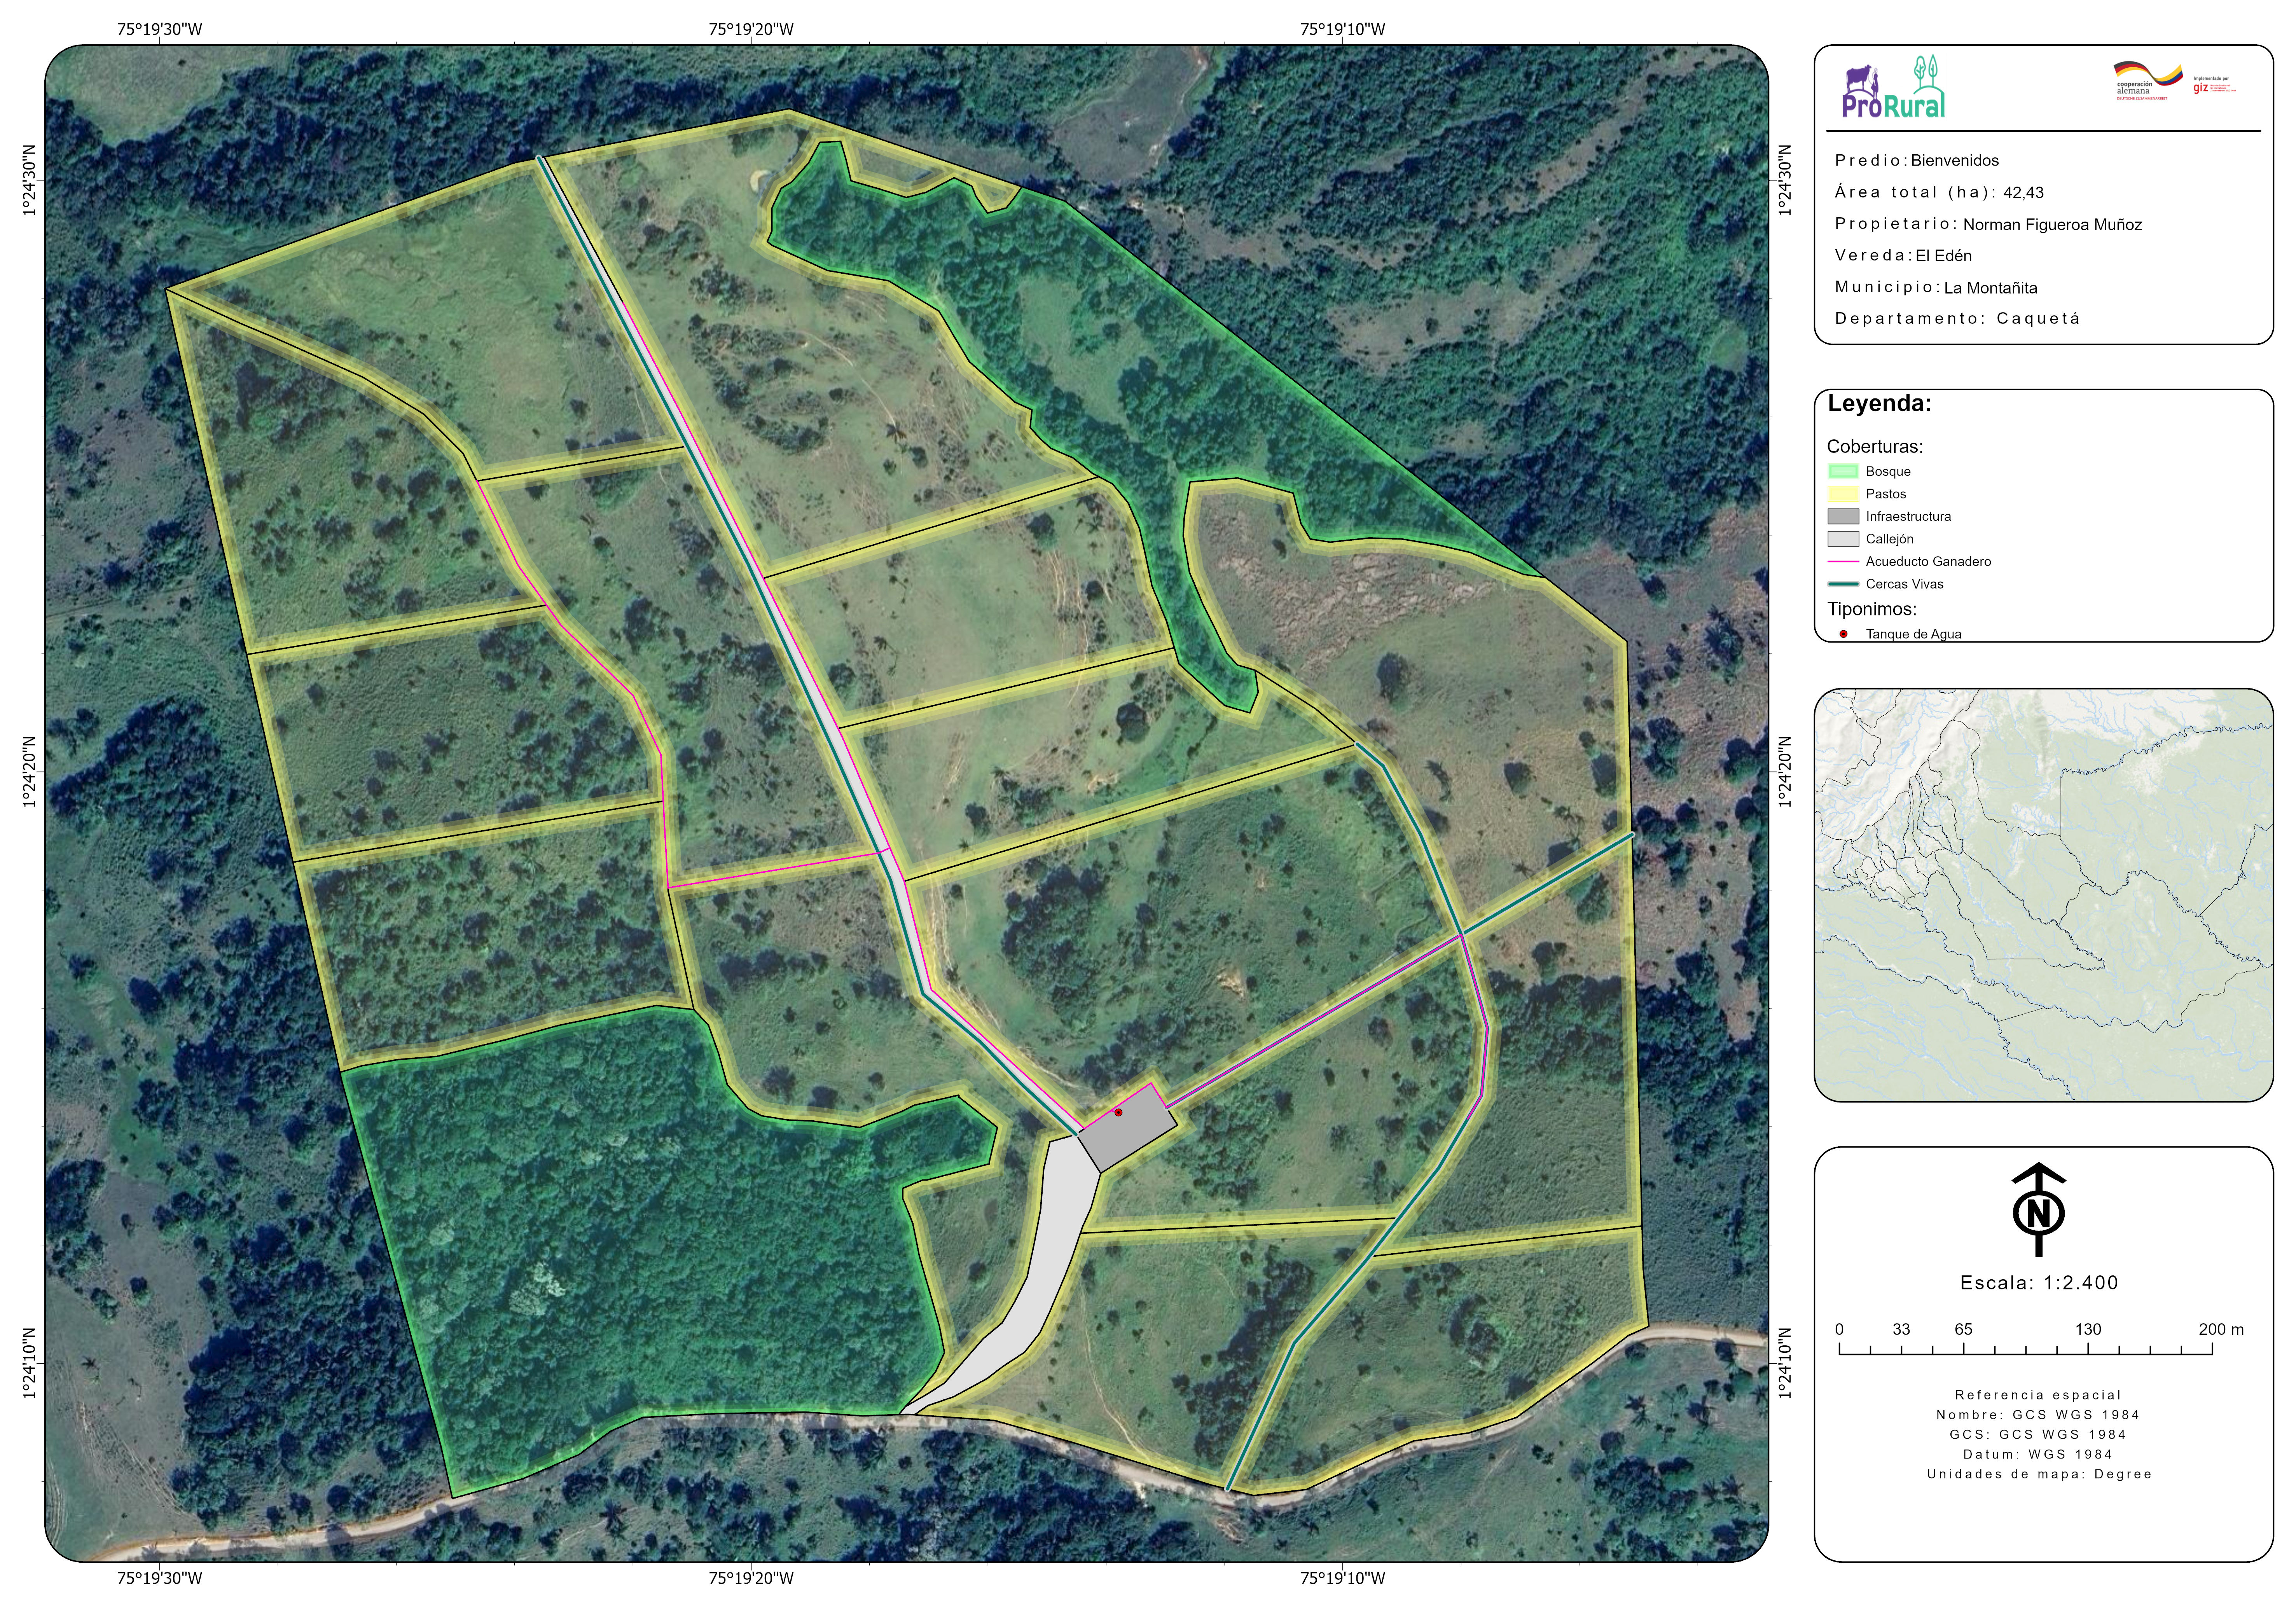 75°19'30"W
75°19'20"W
75°19'10"W
1°24'30"N
1°24'20"N
1°24'10"N
1°24'30"N
1°24'20"N
1°24'10"N
75°19'30"W
75°19'20"W
75°19'10"W
ProRural
cooperación
alemana
DEUTSCHE ZUSAMMENARBEIT
Implementada por
giz
Predio: Bienvenidos
Área total (ha): 42,43
Propietario: Norman Figueroa Muñoz
Vereda: El Edén
Municipio: La Montañita
Departamento: Caquetá
Leyenda:
Coberturas:
Bosque
Pastos
Infraestructura
Callejón
Acueducto Ganadero
Cercas Vivas
Tiponimos:
Tanque de Agua
N
Escala: 1:2.400
0 33 65 130 200 m
Referencia espacial
Nombre: GCS WGS 1984
GCS: GCS WGS 1984
Datum: WGS 1984
Unidades de mapa: Degree